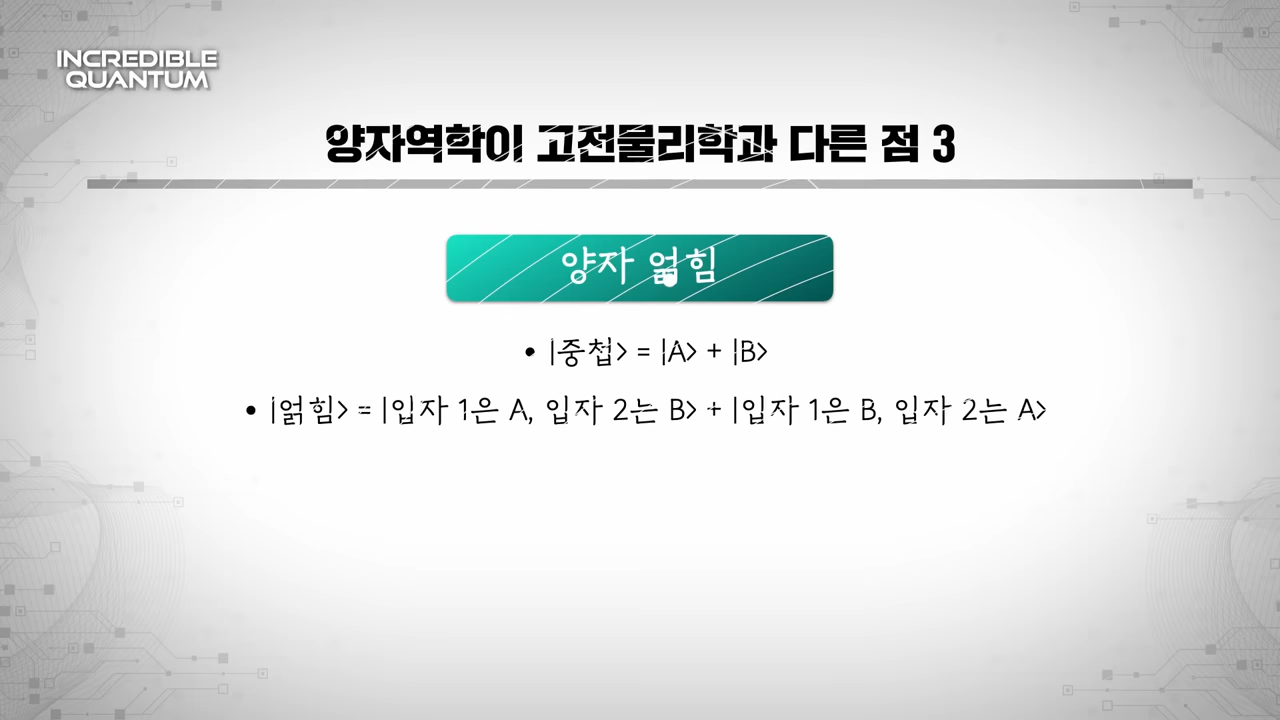 INCREDIBLE
QUANTUM
양자역학이 고전물리학과 다른 점 3
양자 얽힘
• |중첩> = |A> + |B>
• |얽힘> = |입자 1은 A, 입자 2는 B> + |입자 1은 B, 입자 2는 A>